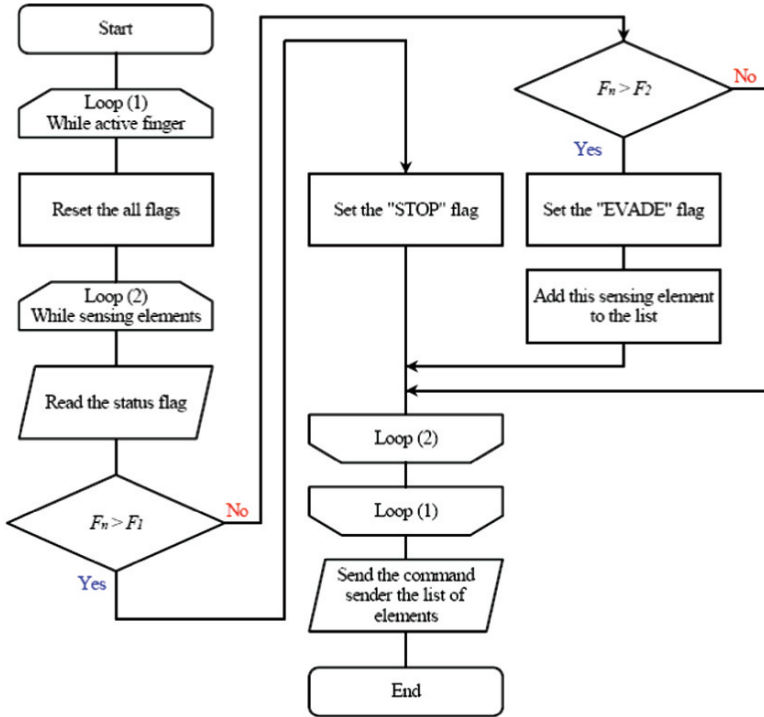 Start
Loop (1)
While active finger
Reset the all flags
Loop (2)
While sensing elements
Read the status flag
Fn > F1
No
Yes
Set the "STOP" flag
Fn > F2
No
Yes
Set the "EVADE" flag
Add this sensing element
to the list
Loop (2)
Loop (1)
Send the command
sender the list of
elements
End